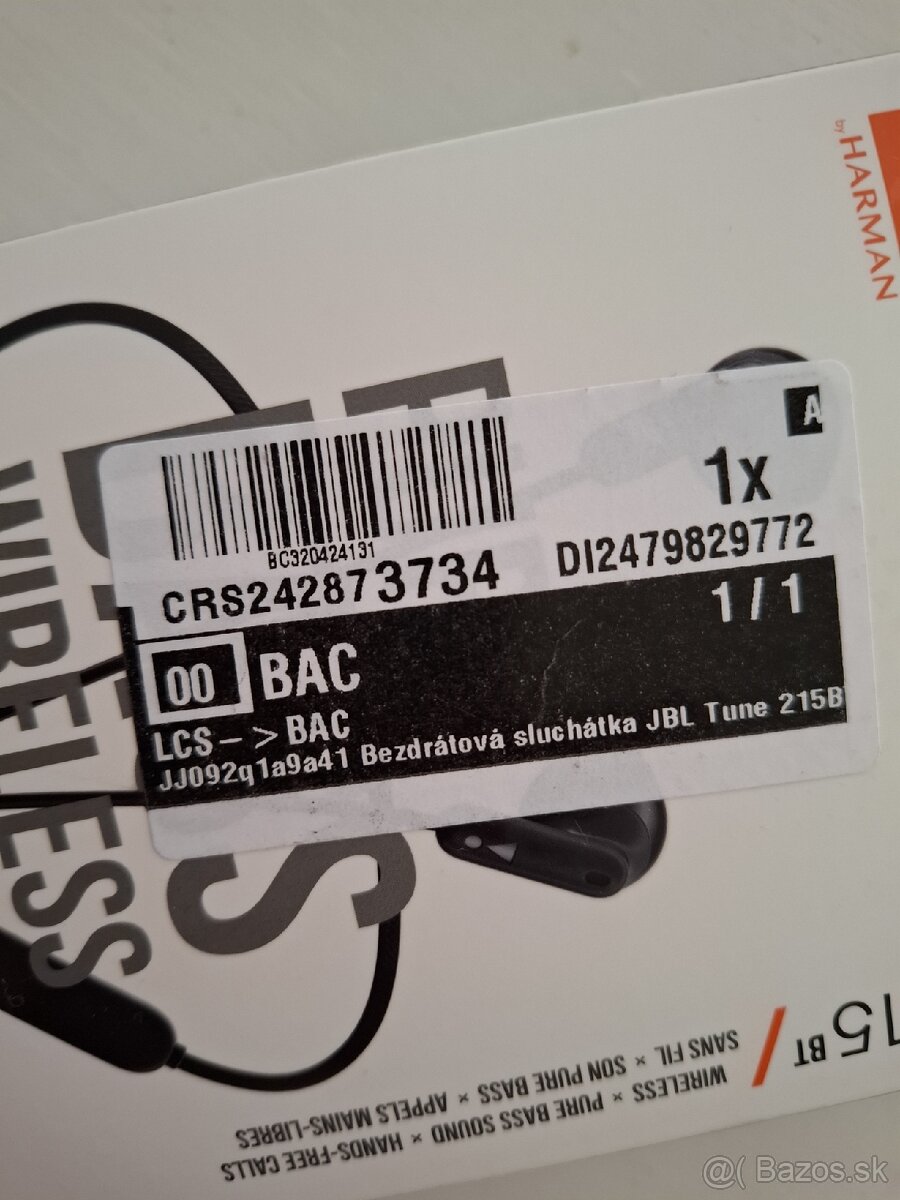 by HARMAN
WIRELESS
A
1x
BC320424131
CRS242873734
DI2479829772
1/1
00 BAC
LCS-> BAC
JJ092q1a9a41 Bezdrátová sluchátka JBL Tune 215B
15BT
WIRELESS × PURE BASS SOUND × HANDS-FREE CALLS
SANS FIL × SON PURE BASS × APPELS MAINS-LIBRES
@( Bazos.sk